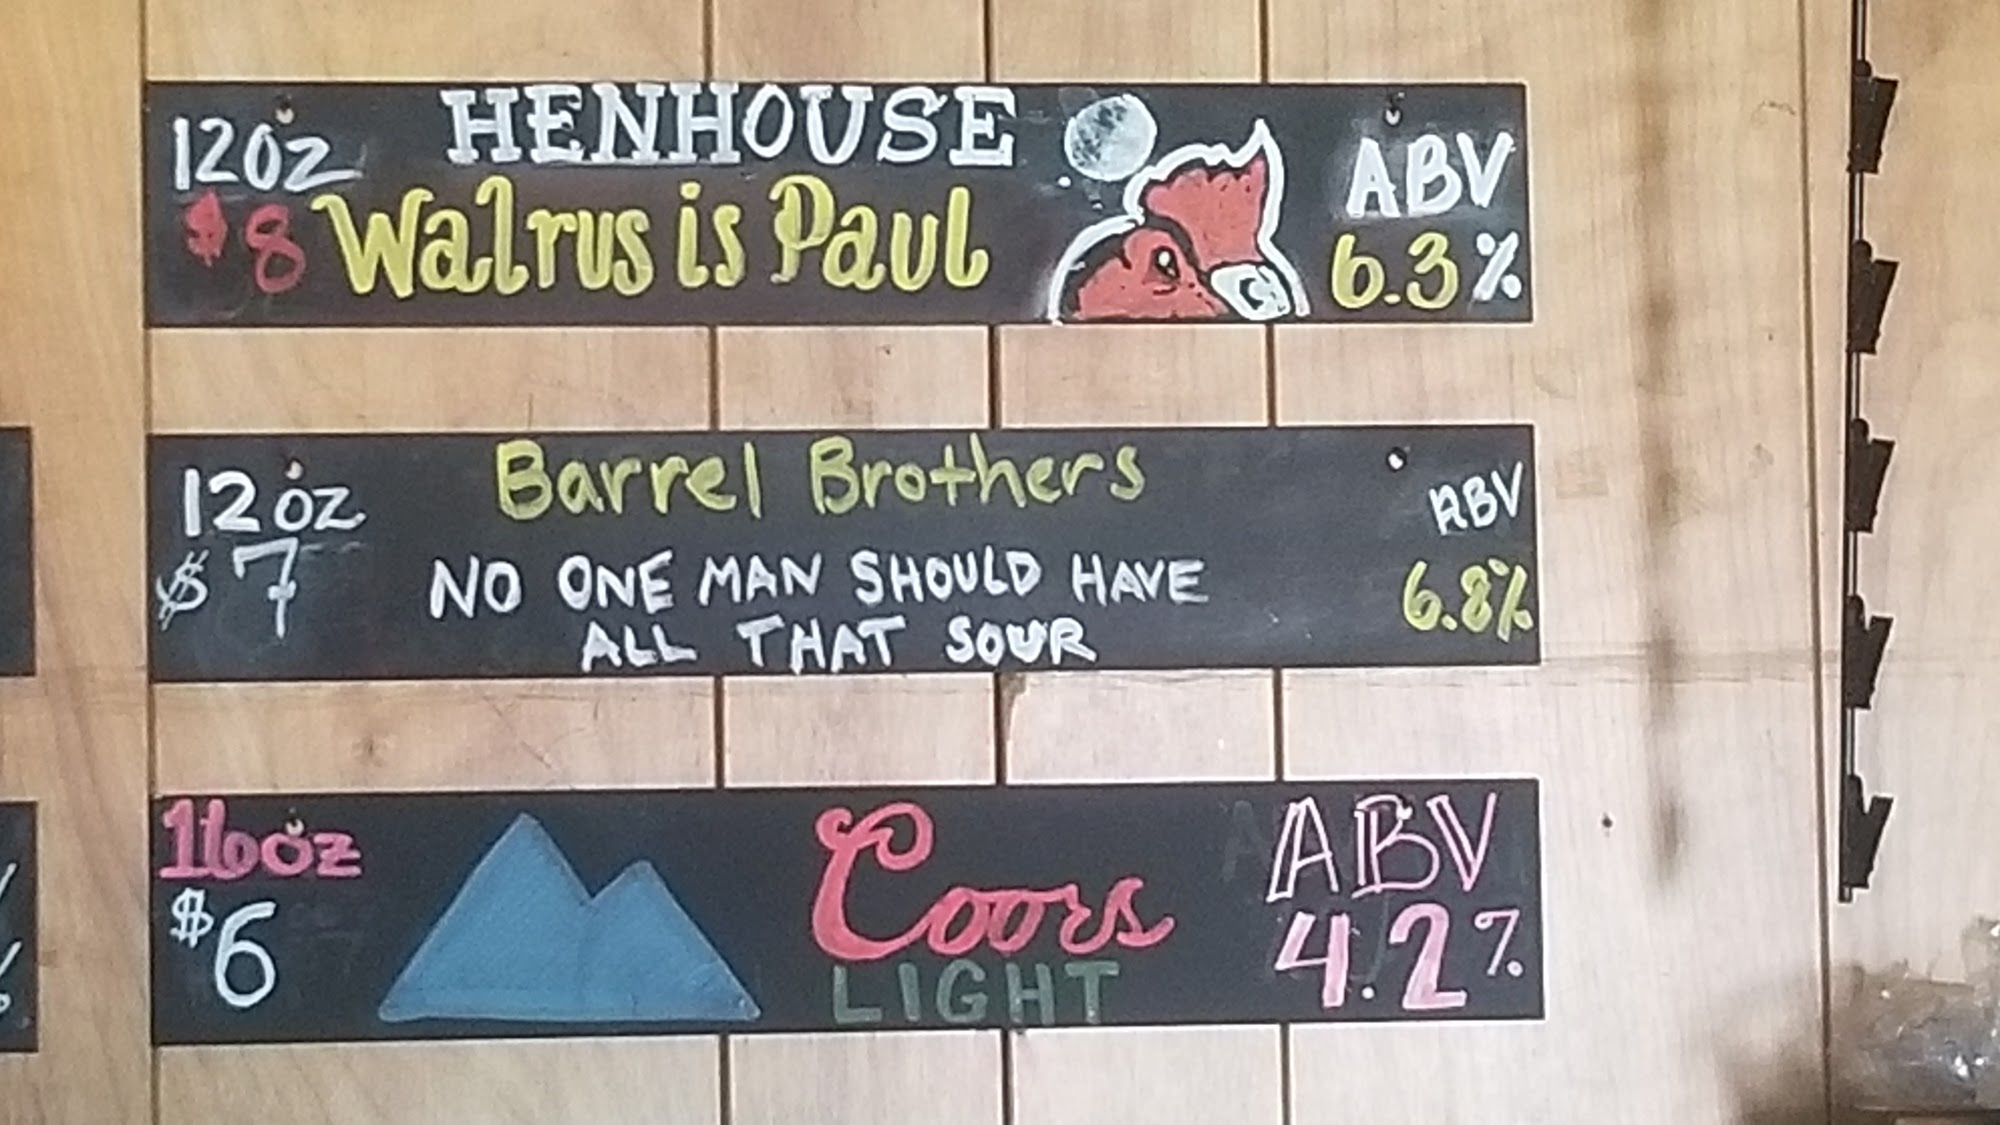 HENHOUSE
12oz
$8 Walrus is Paul
ABV
6.3%
Barrel Brothers
12oz
$7
NO ONE MAN SHOULD HAVE
ALL THAT SOUR
ABV
6.8%
16oz
$6
Coors
LIGHT
ABV
4.2%